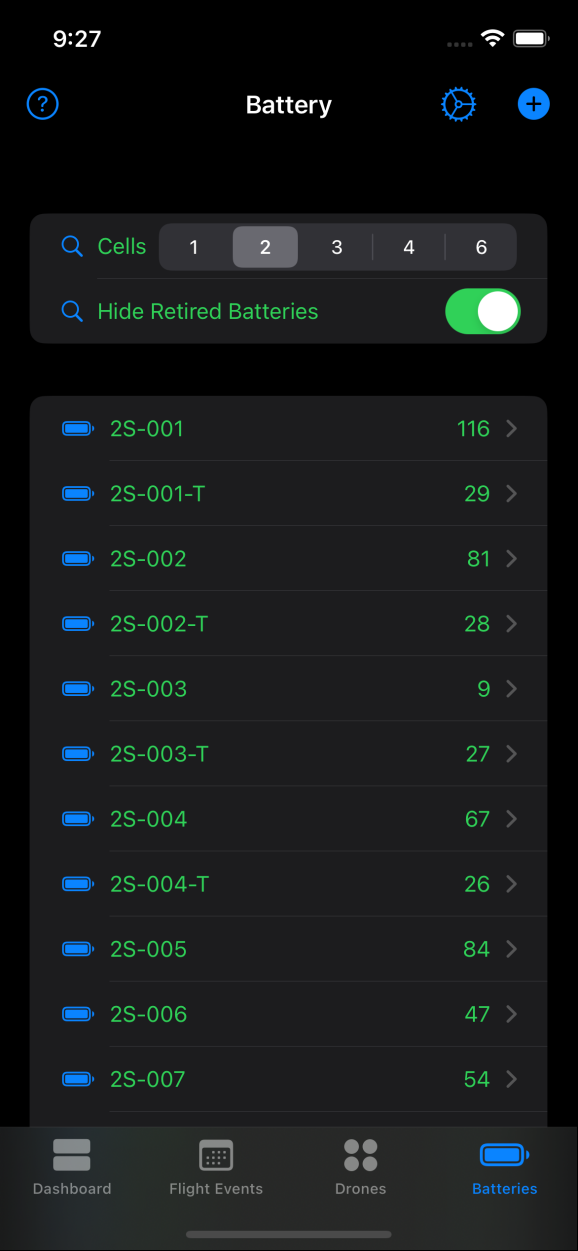 9:27
? Battery +
Cells 1 2 3 4 6
Hide Retired Batteries
2S-001 116
2S-001-T 29
2S-002 81
2S-002-T 28
2S-003 9
2S-003-T 27
2S-004 67
2S-004-T 26
2S-005 84
2S-006 47
2S-007 54
Dashboard Flight Events Drones Batteries